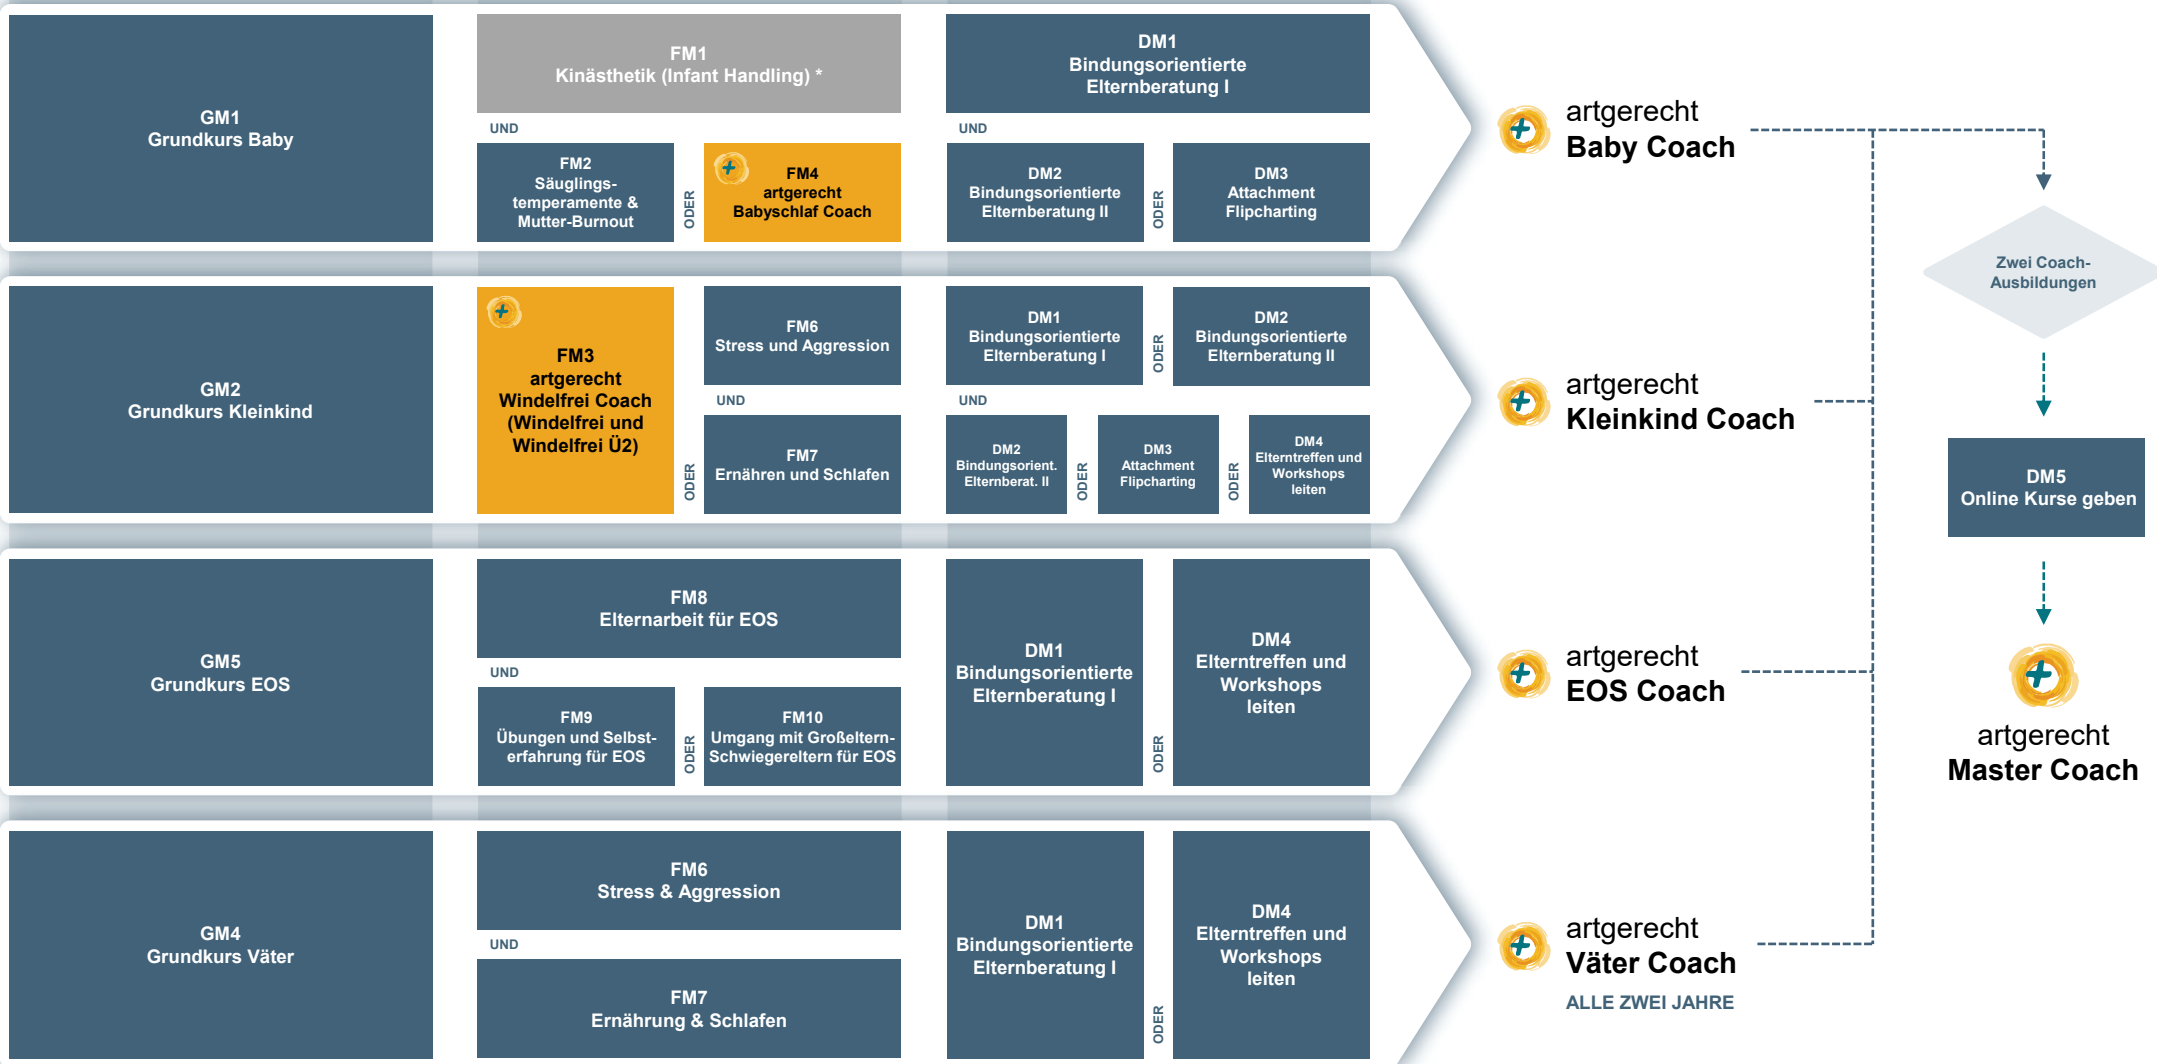 GM1
Grundkurs Baby
FM1
Kinästhetik (Infant Handling) *
UND
FM2
Säuglings-
temperamente &
Mutter-Burnout
ODER
FM4
artgerecht
Babyschlaf Coach
DM1
Bindungsorientierte
Elternberatung I
UND
DM2
Bindungsorientierte
Elternberatung II
ODER
DM3
Attachment
Flipcharting
artgerecht
Baby Coach
GM2
Grundkurs Kleinkind
FM3
artgerecht
Windelfrei Coach
(Windelfrei und
Windelfrei Ü2)
ODER
FM6
Stress und Aggression
UND
FM7
Ernähren und Schlafen
DM1
Bindungsorientierte
Elternberatung I
ODER
DM2
Bindungsorientierte
Elternberatung II
UND
DM2
Bindungsorient.
Elternberat. II
ODER
DM3
Attachment
Flipcharting
ODER
DM4
Elterntreffen und
Workshops
leiten
artgerecht
Kleinkind Coach
GM5
Grundkurs EOS
FM8
Elternarbeit für EOS
UND
FM9
Übungen und Selbst-
erfahrung für EOS
ODER
FM10
Umgang mit Großeltern-
Schwiegereltern für EOS
DM1
Bindungsorientierte
Elternberatung I
ODER
DM4
Elterntreffen und
Workshops
leiten
artgerecht
EOS Coach
GM4
Grundkurs Väter
FM6
Stress & Aggression
UND
FM7
Ernährung & Schlafen
DM1
Bindungsorientierte
Elternberatung I
ODER
DM4
Elterntreffen und
Workshops
leiten
artgerecht
Väter Coach
ALLE ZWEI JAHRE
Zwei Coach-
Ausbildungen
DM5
Online Kurse geben
artgerecht
Master Coach